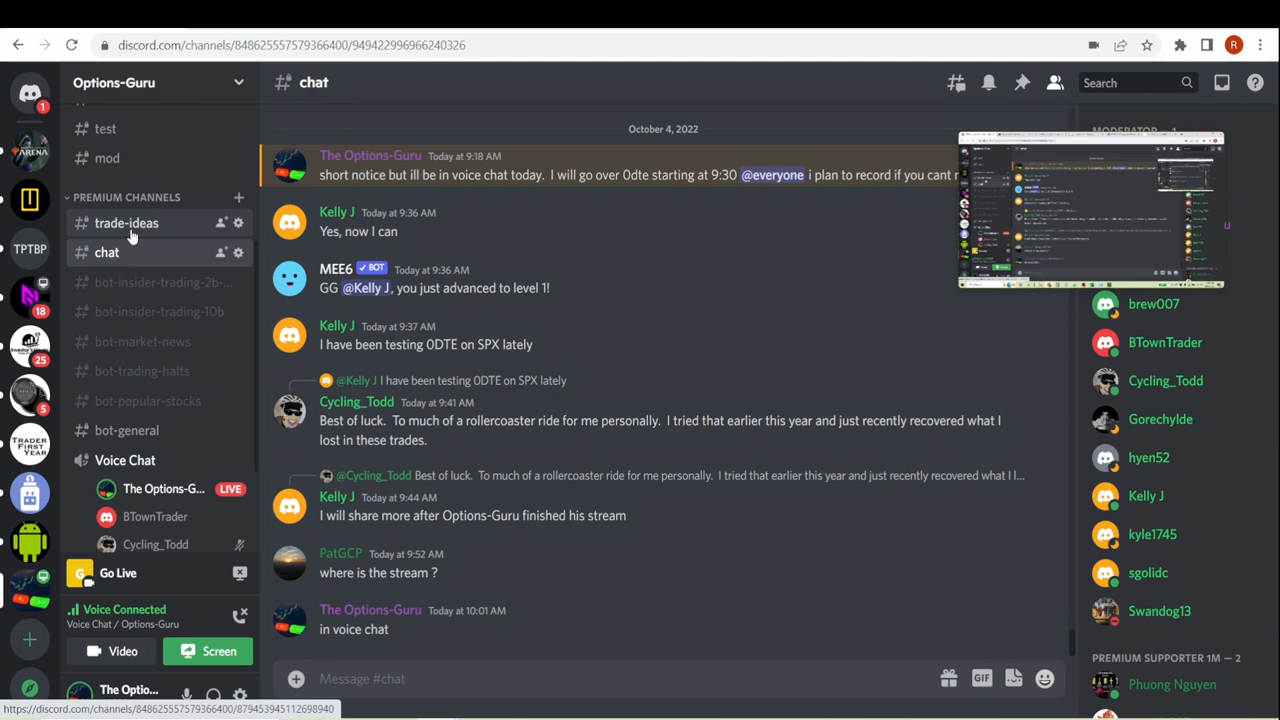 discord.com/channels/848625557579366400/949422996966240326
R
Options-Guru
chat
Search
1
test
mod
PREMIUM CHANNELS
trade-ideas
chat
bot-insider-trading-2b-...
bot-insider-trading-10b
bot-market-news
bot-trading-halts
bot-popular-stocks
bot-general
Voice Chat
The Options-G...
LIVE
BTownTrader
Cycling_Todd
Go Live
Voice Connected
Voice Chat / Options-Guru
Video
Screen
The Optio...
https://discord.com/channels/848625557579366400/879453945112698940
ARENA
TPTBP
18
25
5
TRADER
FIRST
YEAR
October 4, 2022
The Options-Guru Today at 9:18 AM
but ill be in voice chat today. I will go over 0dte starting at 9:30 @everyone i plan to record if you cant
Kelly J Today at 9:36 AM
Yes now I can
MEE6 BOT Today at 9:36 AM
GG @Kelly J, you just advanced to level 1!
Kelly J Today at 9:37 AM
I have been testing 0DTE on SPX lately
@Kelly J I have been testing 0DTE on SPX lately
Cycling_Todd Today at 9:41 AM
Best of luck. To much of a rollercoaster ride for me personally. I tried that earlier this year and just recently recovered what I
lost in these trades.
@Cycling_Todd Best of luck. To much of a rollercoaster ride for me personally. I tried that earlier this year and just recently recovered what I l...
Kelly J Today at 9:44 AM
I will share more after Options-Guru finished his stream
PatGCP Today at 9:52 AM
where is the stream ?
The Options-Guru Today at 10:01 AM
in voice chat
Message #chat
GIF
brew007
BTownTrader
Cycling_Todd
Gorechylde
hyen52
Kelly J
kyle1745
sgolidc
Swandog13
PREMIUM SUPPORTER 1M — 2
Phuong Nguyen